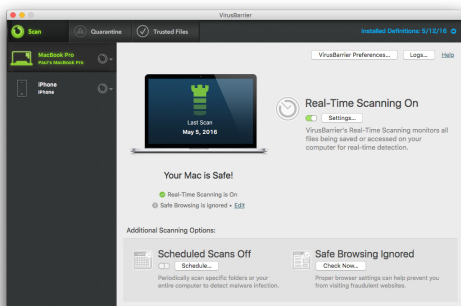 VirusBarrier
Scan
Quarantine
Trusted Files
Installed Definitions: 5/12/16
MacBook Pro
Paul's MacBook Pro
iPhone
iPhone
VirusBarrier Preferences...
Logs...
Help
Last Scan
May 5, 2016
Real-Time Scanning On
Settings...
VirusBarrier's Real-Time Scanning monitors all
files being saved or accessed on your
computer for real-time detection.
Your Mac is Safe!
Real-Time Scanning is On
Safe Browsing is ignored • Edit
Additional Scanning Options:
Scheduled Scans Off
Schedule...
Periodically scan specific folders or your
entire computer to detect malware infection.
Safe Browsing Ignored
Check Now...
Proper browser settings can help prevent you
from visiting fraudulent websites.